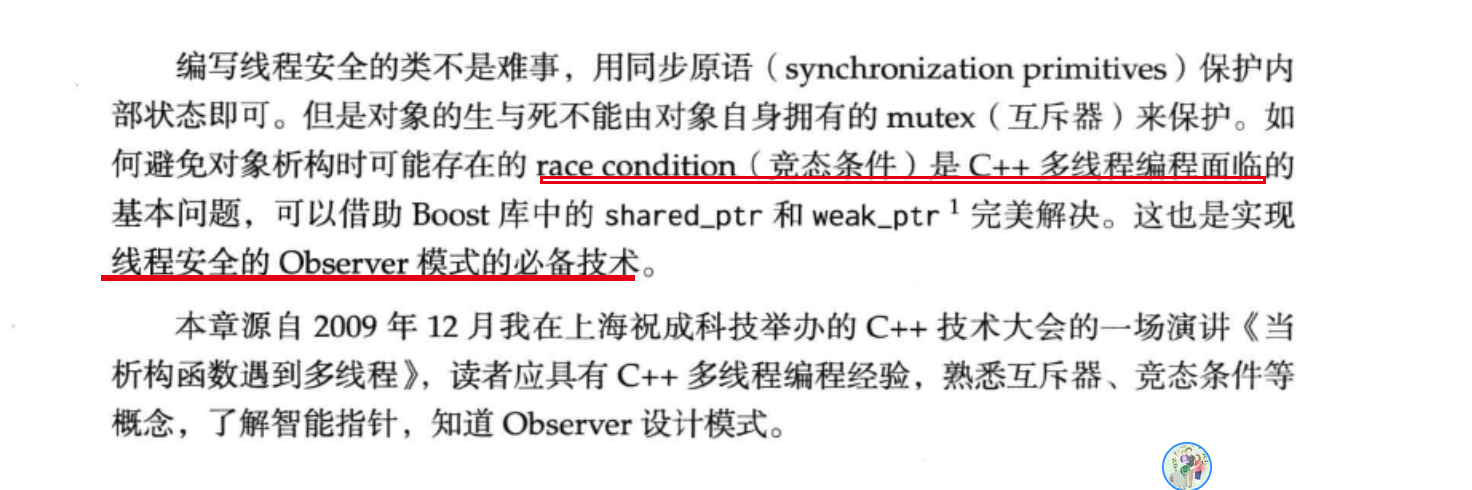 编写线程安全的类不是难事，用同步原语（synchronization primitives）保护内
部状态即可。但是对象的生与死不能由对象自身拥有的 mutex（互斥器）来保护。如
何避免对象析构时可能存在的 race condition（竞态条件）是 C++ 多线程编程面临的
基本问题，可以借助 Boost 库中的 shared_ptr 和 weak_ptr 1 完美解决。这也是实现
线程安全的 Observer 模式的必备技术。
本章源自 2009 年 12 月我在上海祝成科技举办的 C++ 技术大会的一场演讲《当
析构函数遇到多线程》，读者应具有 C++ 多线程编程经验，熟悉互斥器、竞态条件等
概念，了解智能指针，知道 Observer 设计模式。